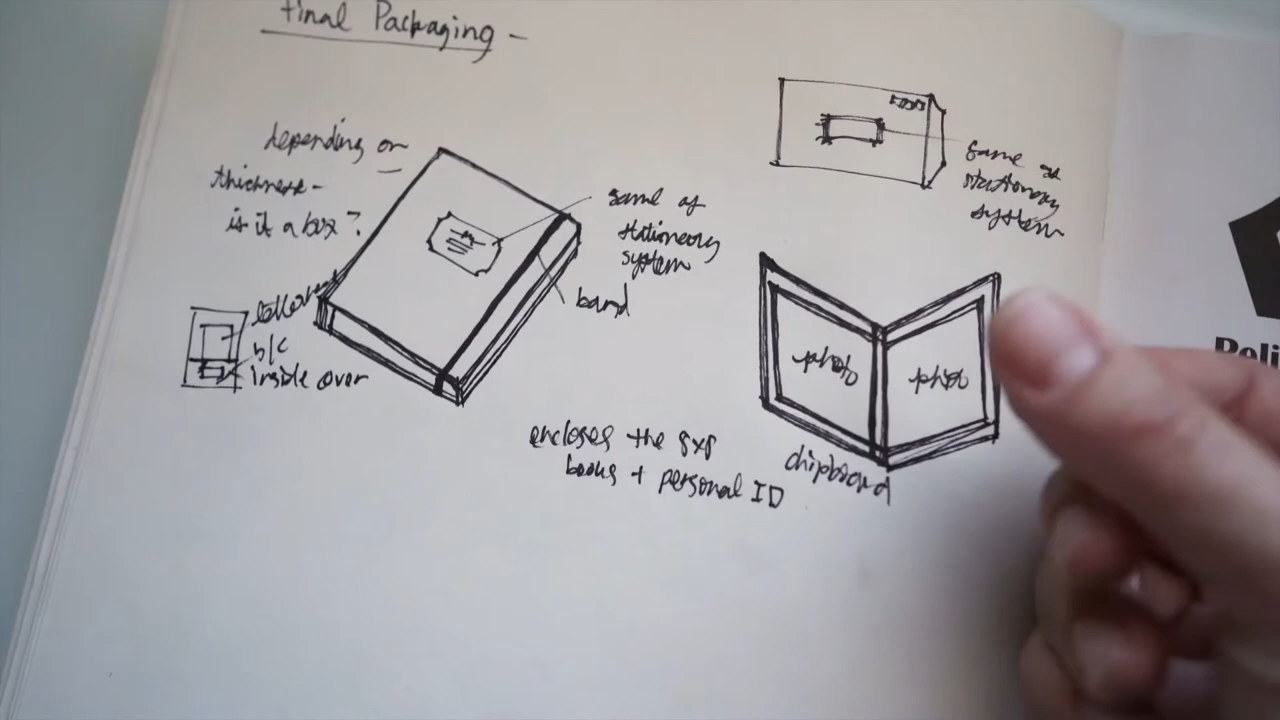 Final Packaging -
depending on
thickness -
is it a box?
same as
stationery
system
band
b/c
inside cover
same as
stationery
system
photo
photo
chipboard
encloses the
books + personal ID
Poli